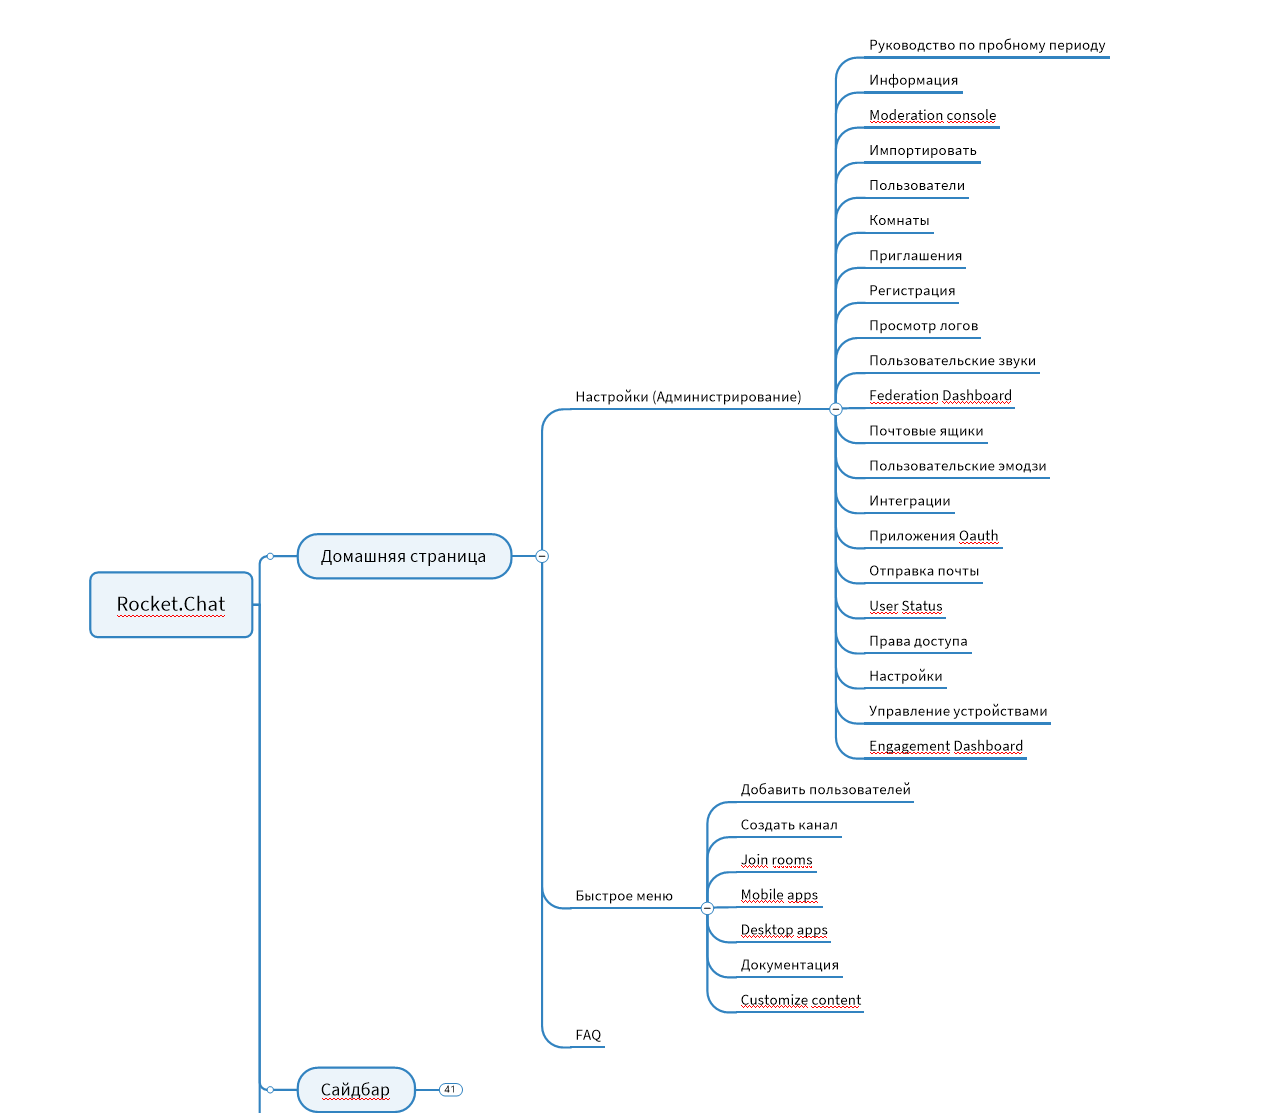 Rocket.Chat
Домашняя страница
Настройки (Администрирование)
Руководство по пробному периоду
Информация
Moderation console
Импортировать
Пользователи
Комнаты
Приглашения
Регистрация
Просмотр логов
Пользовательские звуки
Federation Dashboard
Почтовые ящики
Пользовательские эмодзи
Интеграции
Приложения Oauth
Отправка почты
User Status
Права доступа
Настройки
Управление устройствами
Engagement Dashboard
Быстрое меню
Добавить пользователей
Создать канал
Join rooms
Mobile apps
Desktop apps
Документация
Customize content
FAQ
Сайдбар
41